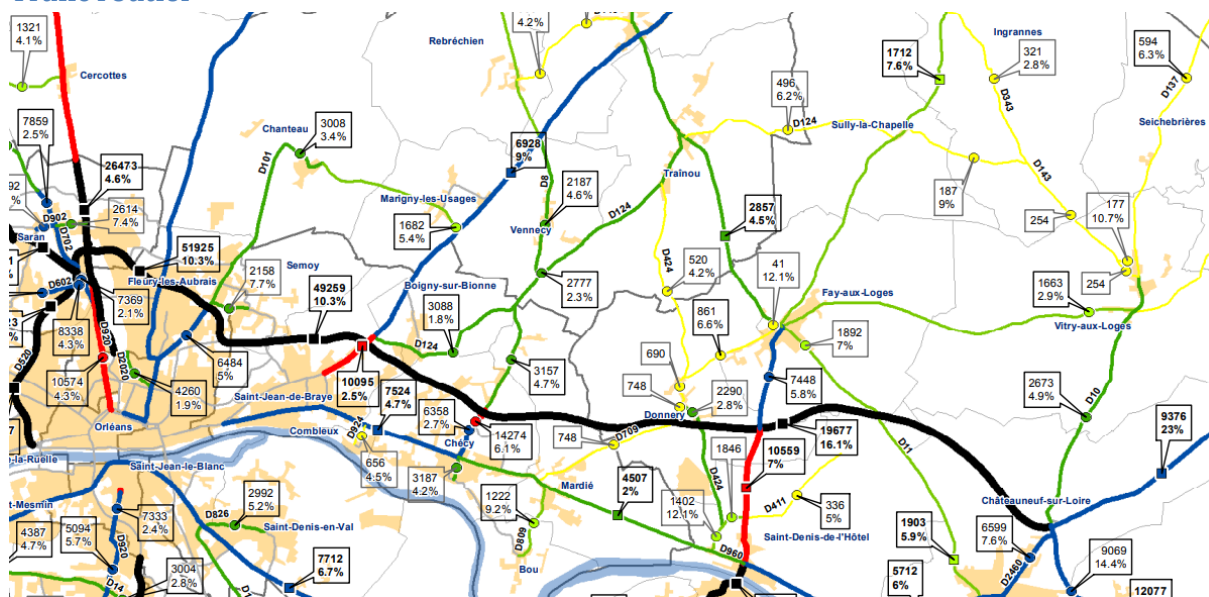 1321
4.1%
4.2%
Rebréchien
Cercottes
7859
2.5%
Chanteau
3008
3.4%
D101
26473
4.6%
6928
9%
D8
2187
4.6%
Marigny-les-Usages
1682
5.4%
Vennecy
D902
D702
2614
7.4%
Saran
51925
10.3%
Fleury-les-Aubrais
D602
7369
2.1%
2158
7.7%
Semoy
49259
10.3%
Boigny-sur-Bionne
3088
1.8%
D124
2777
2.3%
D124
3157
4.7%
8338
4.3%
D920
D520
D2020
10574
4.3%
6484
5%
4260
1.9%
Orléans
Saint-Jean-de-Braye
10095
2.5%
7524
4.7%
Combleux
D924
656
4.5%
6358
2.7%
Chécy
14274
6.1%
3187
4.2%
Saint-Jean-le-Blanc
4387
4.7%
5094
5.7%
7333
2.4%
D920
D14
3004
2.8%
D826
2992
5.2%
Saint-Denis-en-Val
7712
6.7%
1222
9.2%
D809
Bou
Mardié
4507
2%
748
D709
Donnery
748
690
2290
2.8%
861
6.6%
520
4.2%
D424
Traînou
2857
4.5%
41
12.1%
496
6.2%
D124
Sully-la-Chapelle
1712
7.6%
Ingrannes
321
2.8%
D343
594
6.3%
D137
Seichebrières
187
9%
D143
254
177
10.7%
254
Fay-aux-Loges
1892
7%
1663
2.9%
Vitry-aux-Loges
7448
5.8%
19677
16.1%
10559
7%
1846
D424
1402
12.1%
D411
336
5%
Saint-Denis-de-l'Hôtel
D960
D11
2673
4.9%
D10
9376
23%
Châteauneuf-sur-Loire
6599
7.6%
D2460
9069
14.4%
1903
5.9%
5712
6%
12077